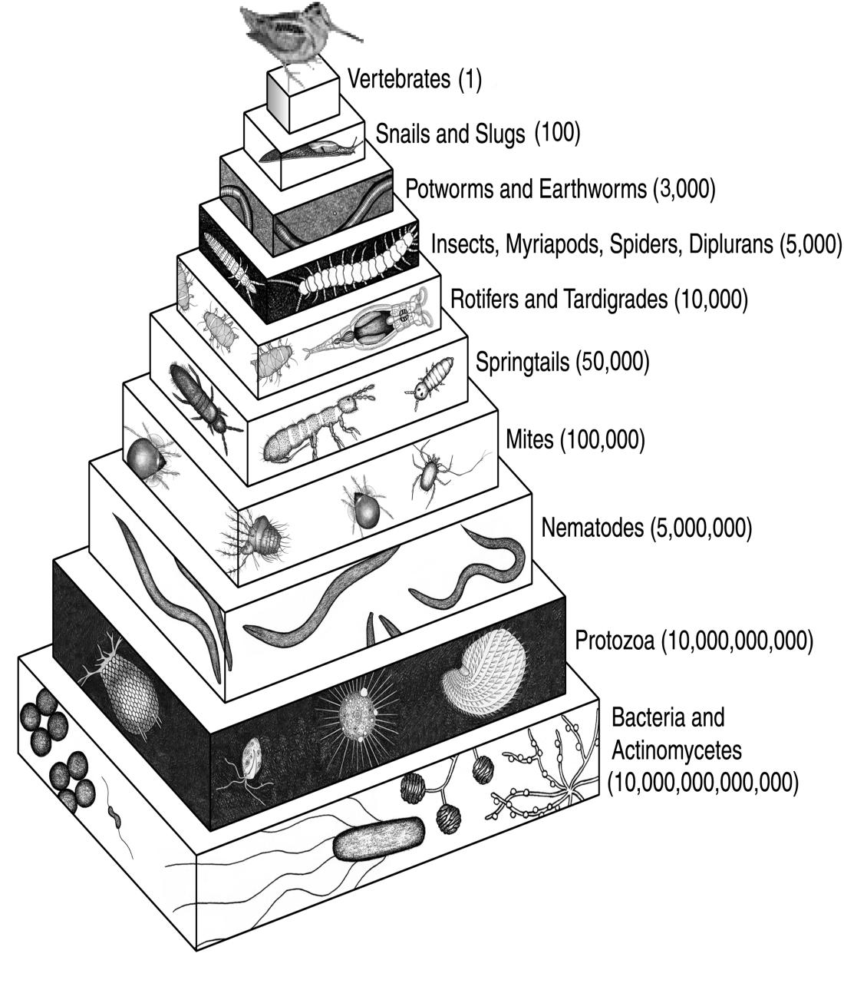 Vertebrates (1)
Snails and Slugs (100)
Potworms and Earthworms (3,000)
Insects, Myriapods, Spiders, Diplurans (5,000)
Rotifers and Tardigrades (10,000)
Springtails (50,000)
Mites (100,000)
Nematodes (5,000,000)
Protozoa (10,000,000,000)
Bacteria and
Actinomycetes
(10,000,000,000,000)